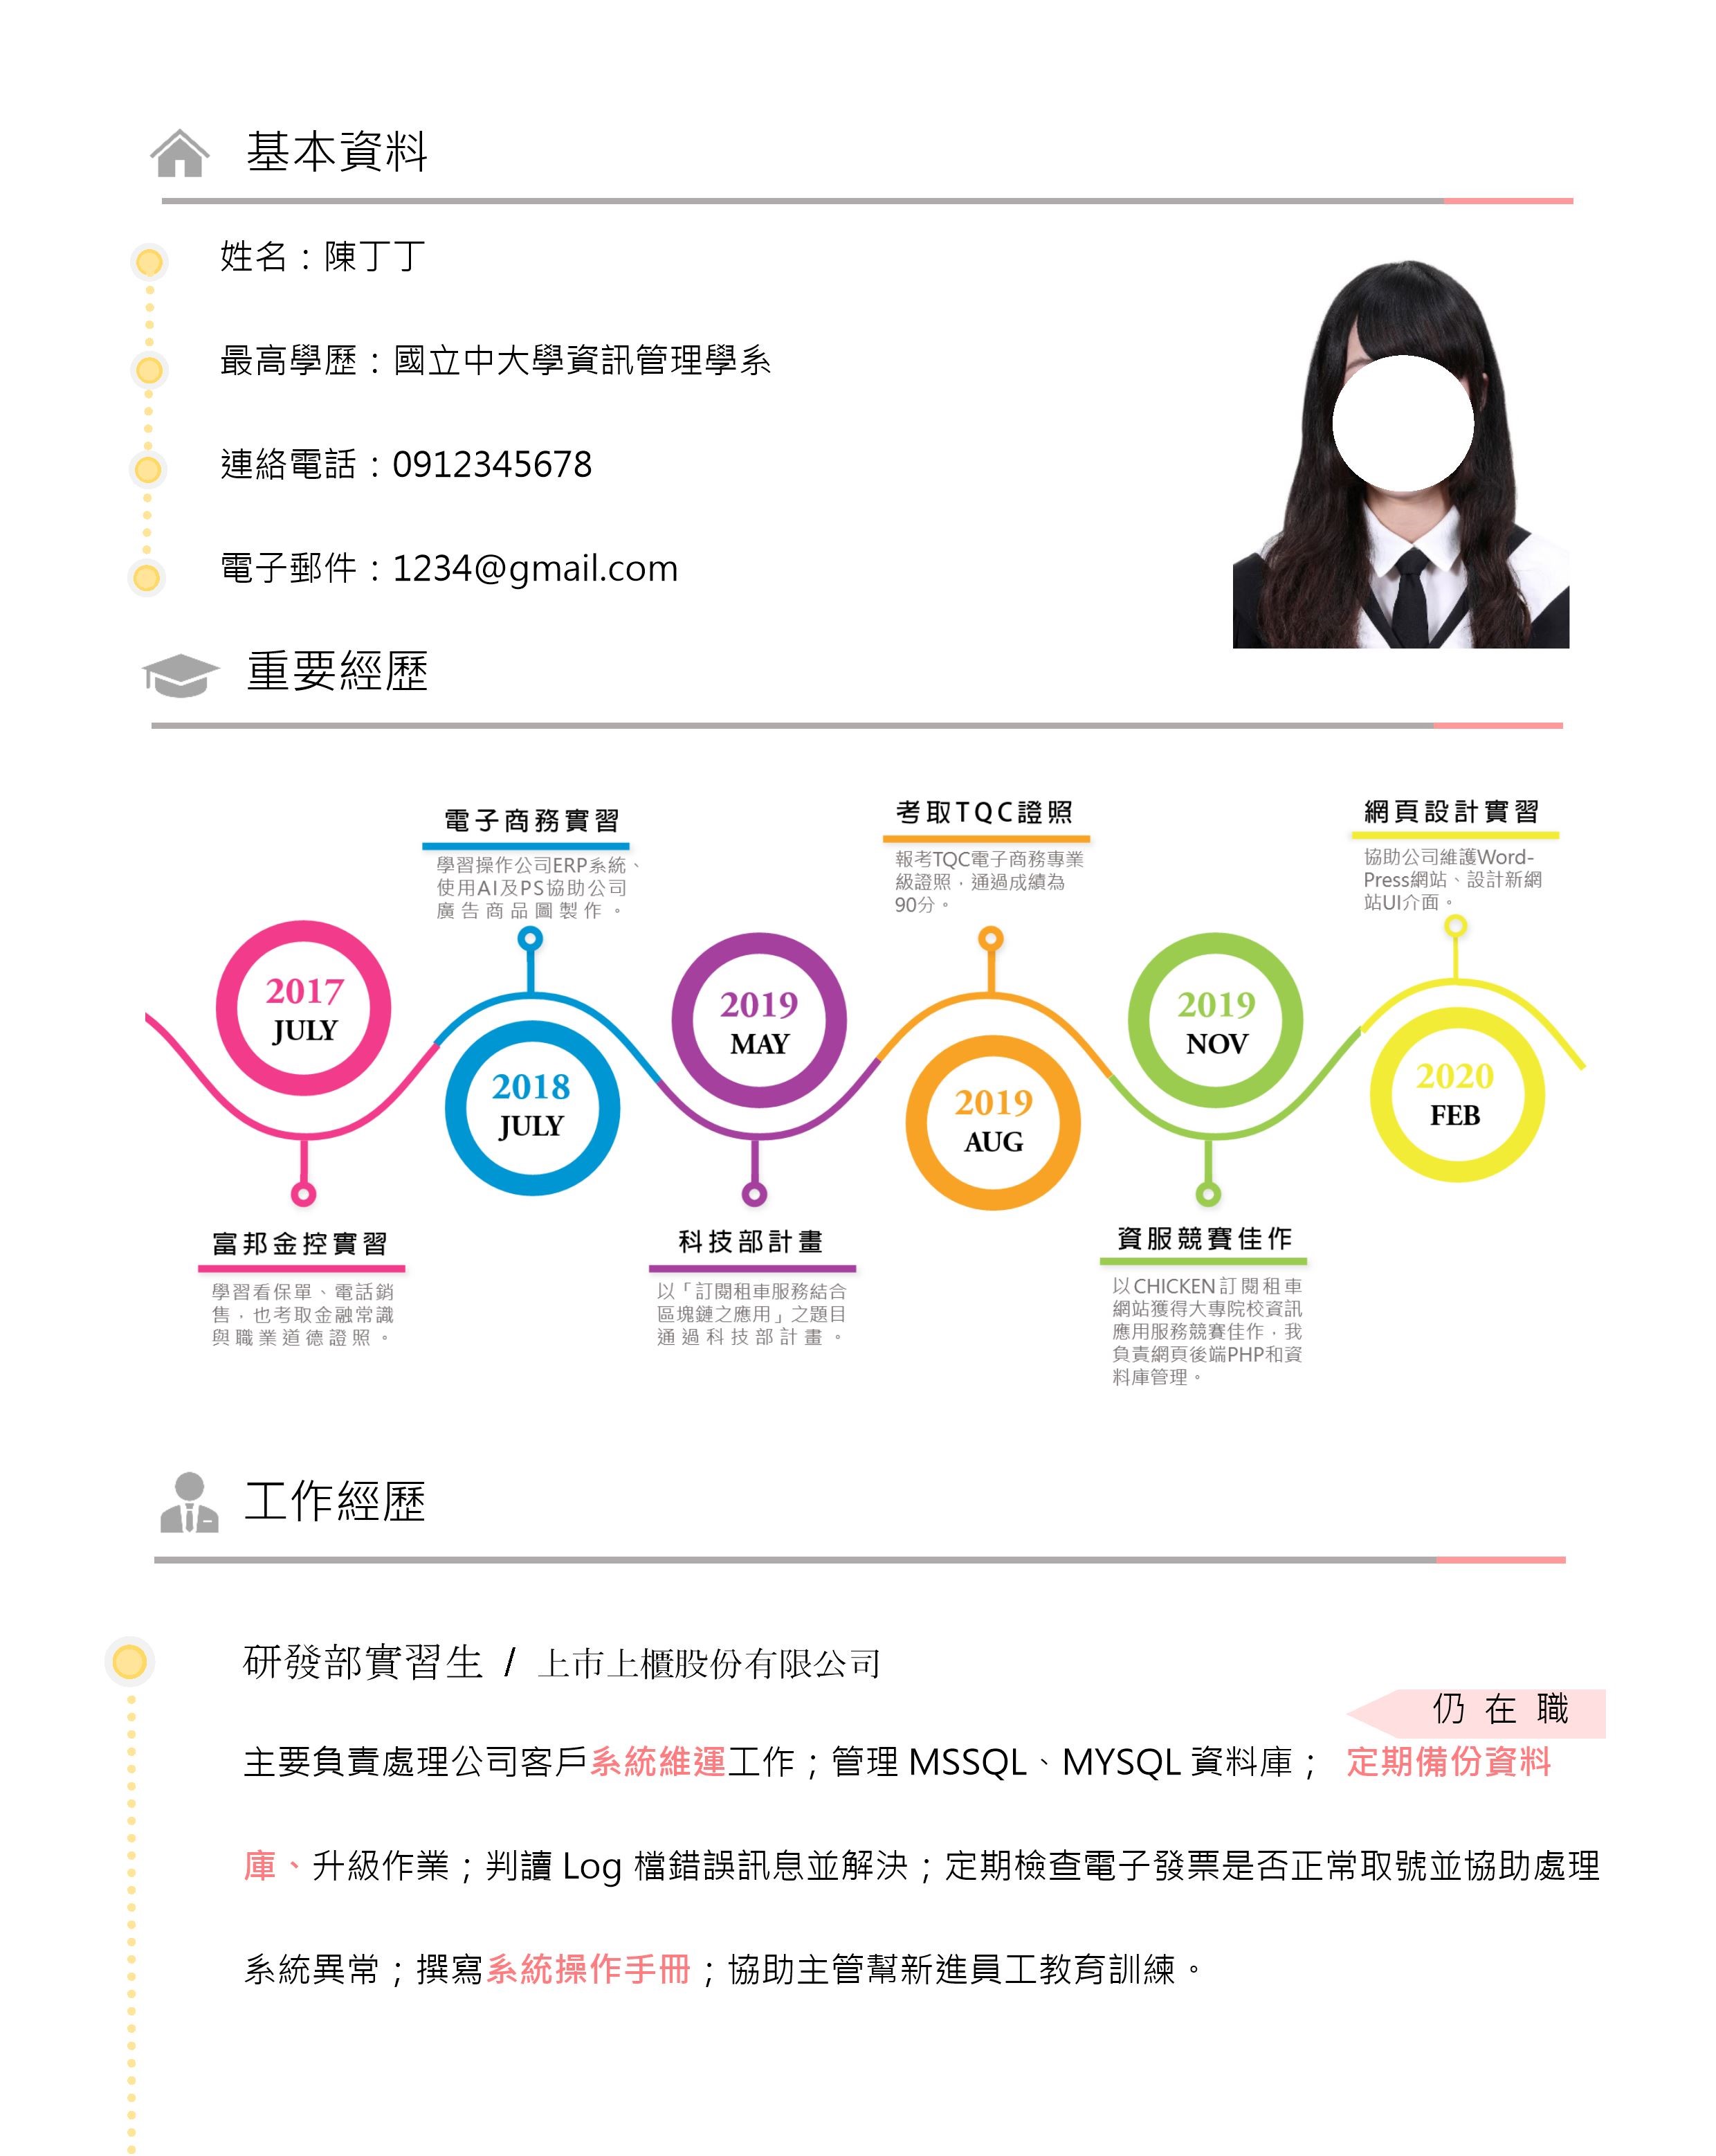 基本資料
姓名：陳丁丁
最高學歷：國立中大學資訊管理學系
連絡電話：0912345678
電子郵件：1234@gmail.com
重要經歷
電子商務實習
學習操作公司ERP系統、
使用AI及PS協助公司
廣告商品圖製作。
考取TQC證照
報考TQC電子商務專業
級證照，通過成績為
90分。
網頁設計實習
協助公司維護Word-
Press網站、設計新網
站UI介面。
2017
JULY
2018
JULY
2019
MAY
2019
AUG
2019
NOV
2020
FEB
富邦金控實習
學習看保單、電話銷
售，也考取金融常識
與職業道德證照。
科技部計畫
以「訂閱租車服務結合
區塊鏈之應用」之題目
通過科技部計畫。
資服競賽佳作
以CHICKEN訂閱租車
網站獲得大專院校資訊
應用服務競賽佳作，我
負責網頁後端PHP和資
料庫管理。
工作經歷
研發部實習生 / 上市上櫃股份有限公司
仍在職
主要負責處理公司客戶系統維運工作；管理 MSSQL、MYSQL 資料庫； 定期備份資料
庫、升級作業；判讀 Log 檔錯誤訊息並解決；定期檢查電子發票是否正常取號並協助處理
系統異常；撰寫系統操作手冊；協助主管幫新進員工教育訓練。